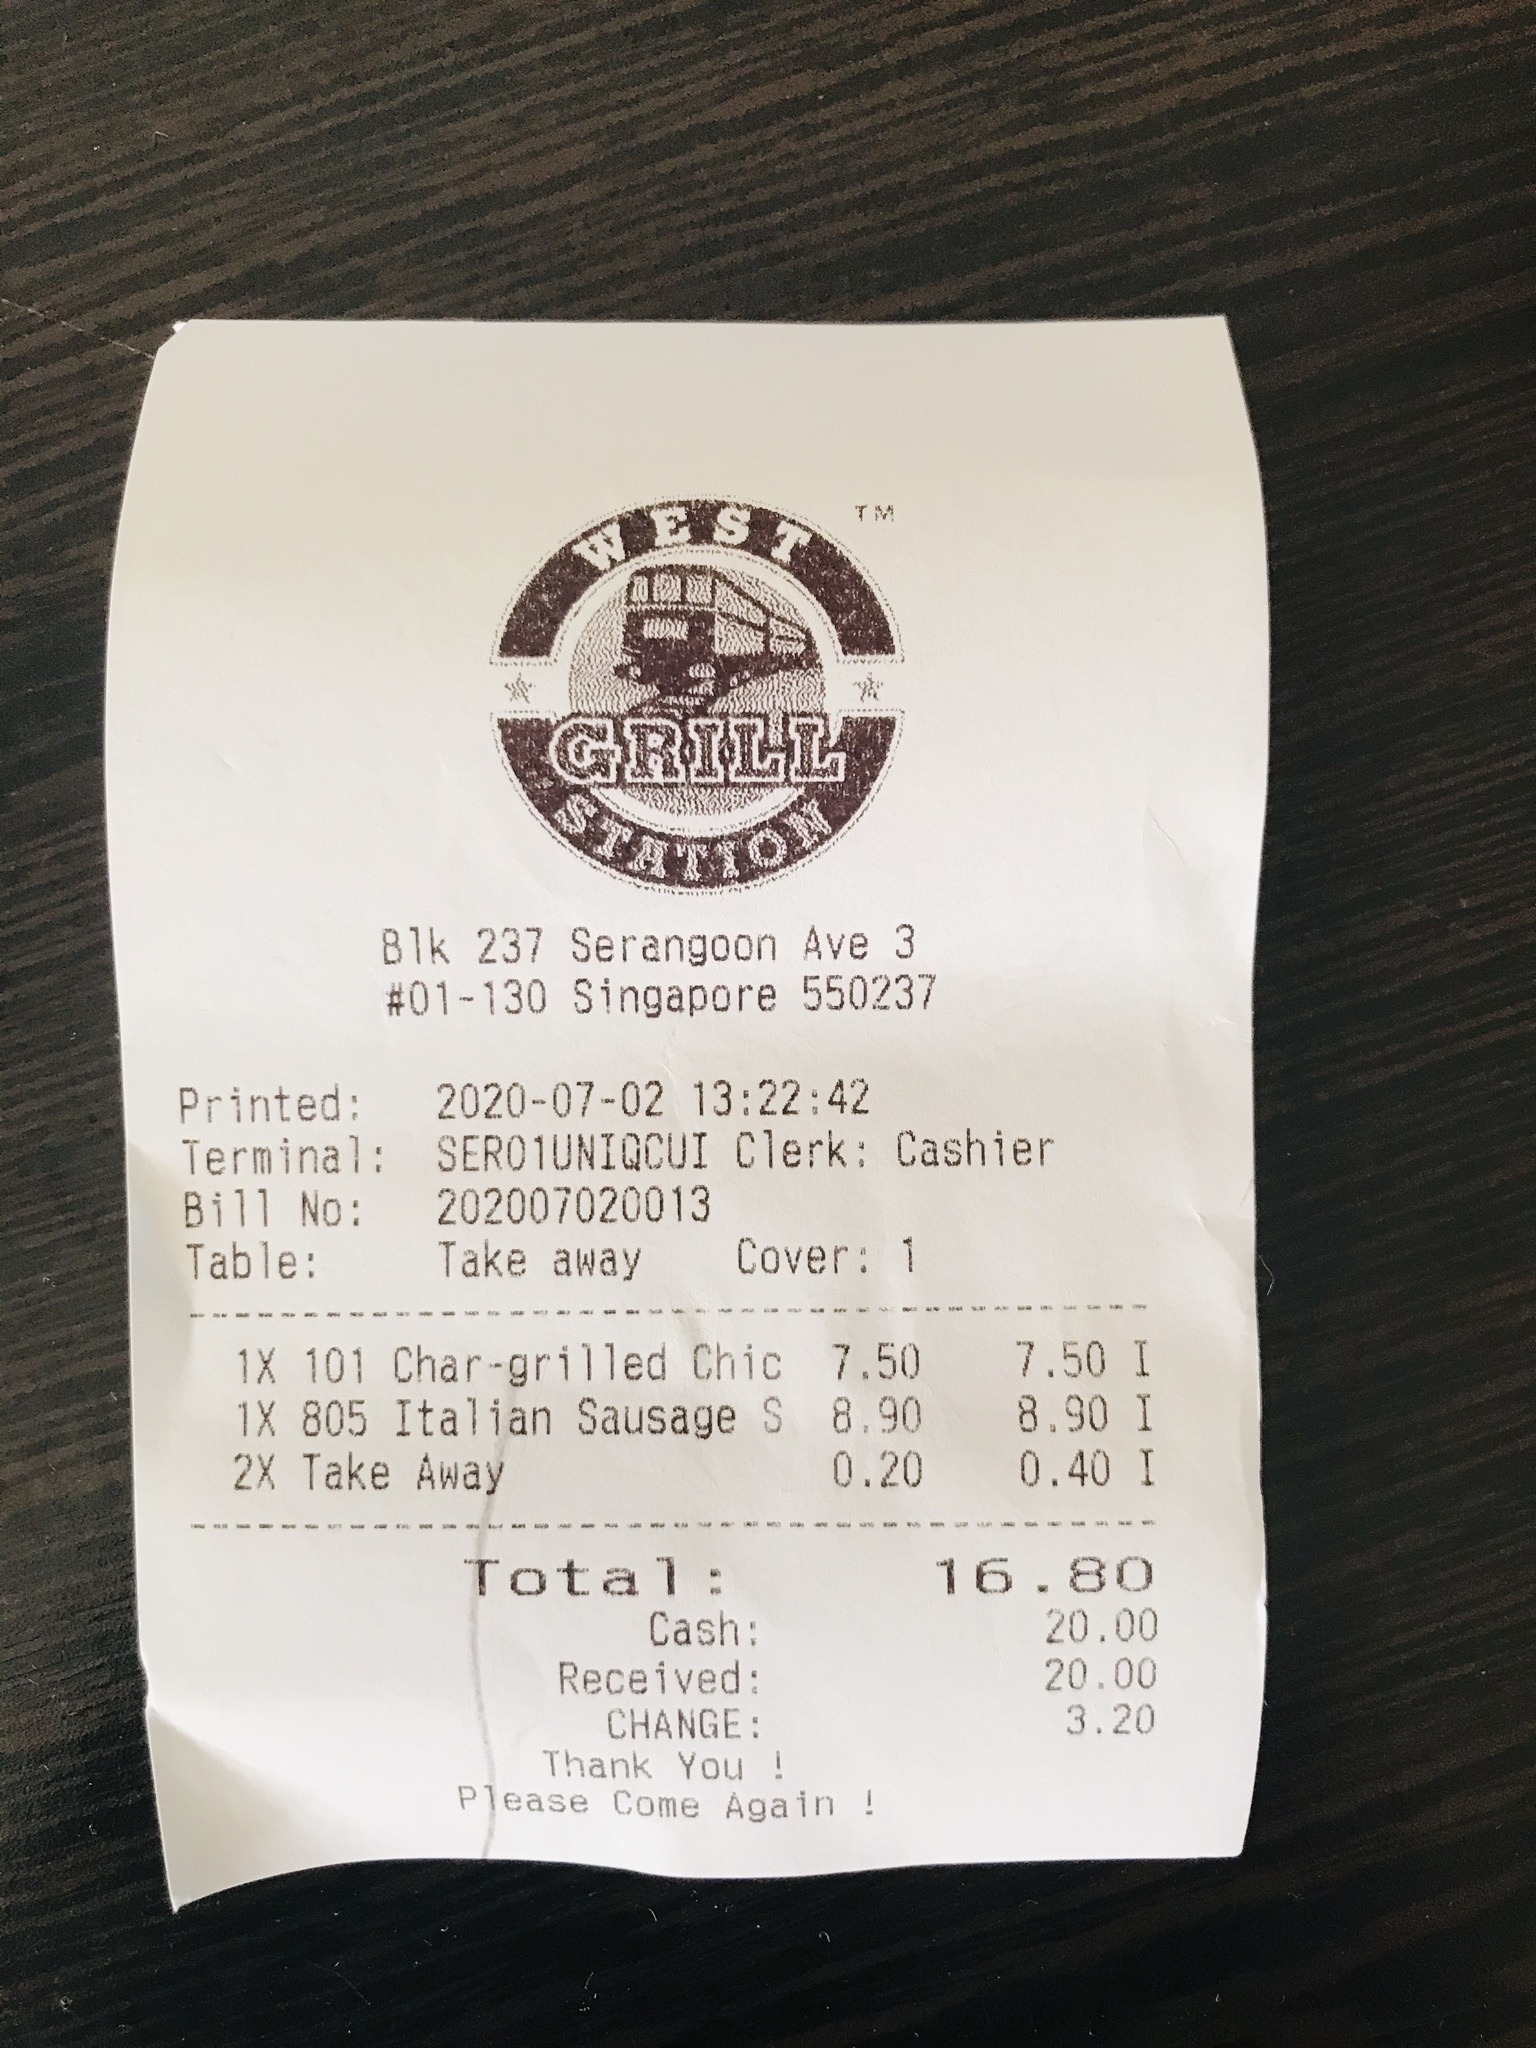 WEST
TM
GRILL
STATION
Blk 237 Serangoon Ave 3
#01-130 Singapore 550237
Printed: 2020-07-02 13:22:42
Terminal: SER01UNIQCUI Clerk: Cashier
Bill No: 202007020013
Table: Take away Cover: 1
1X 101 Char-grilled Chic 7.50 7.50 I
1X 805 Italian Sausage S 8.90 8.90 I
2X Take Away 0.20 0.40 I
Total: 16.80
Cash: 20.00
Received: 20.00
CHANGE: 3.20
Thank You !
Please Come Again !